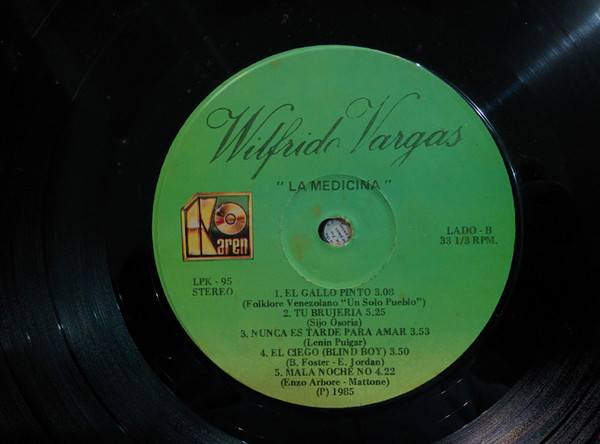 Wilfrido Vargas
" LA MEDICINA "
Karen
LPK - 95
STEREO
LADO - B
33 1/3 RPM.
1. EL GALLO PINTO 3.08
(Folklore Venezolano "Un Solo Pueblo")
2. TU BRUJERIA 5.25
(Sijo Osoria)
3. NUNCA ES TARDE PARA AMAR 3.53
(Lenin Pulgar)
4. EL CIEGO (BLIND BOY) 3.50
(B. Foster - E. Jordan)
5. MALA NOCHE NO 4.22
(Enzo Arbore - Mattone)
(P) 1985